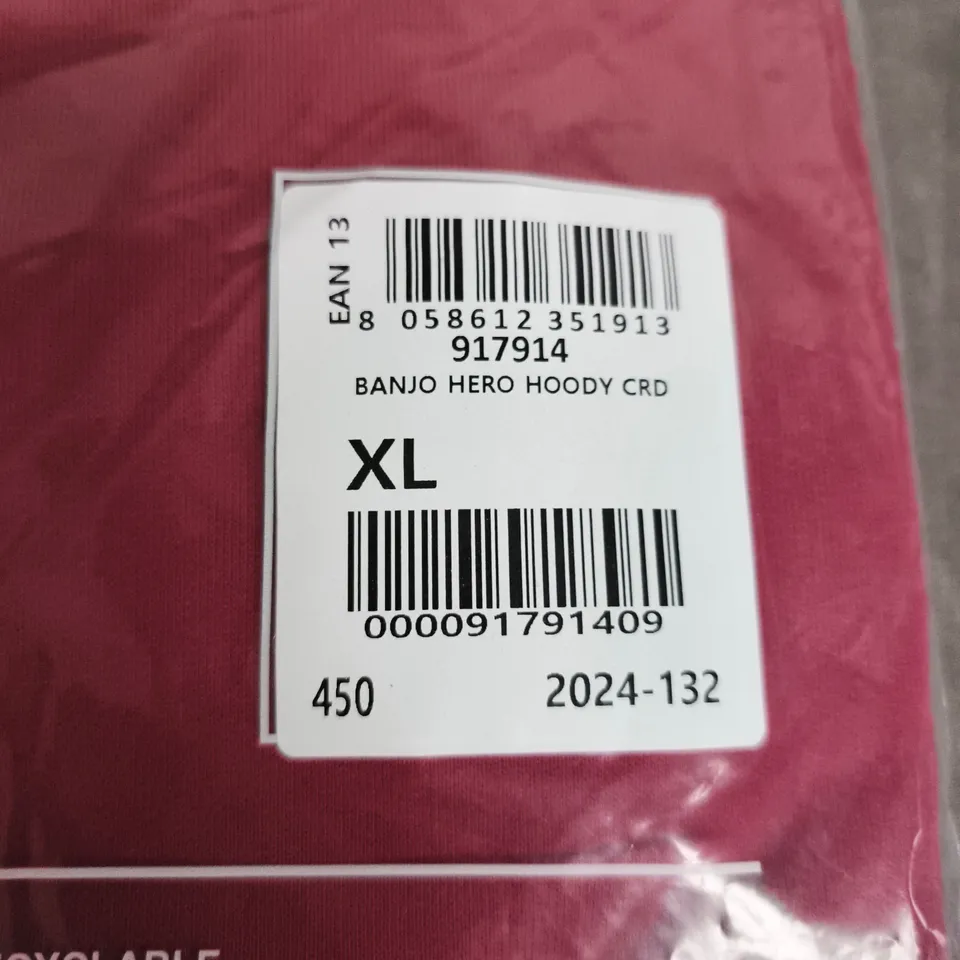 EAN 13
8 058612 351913
917914
BANJO HERO HOODY CRD
XL
000091791409
450
2024-132